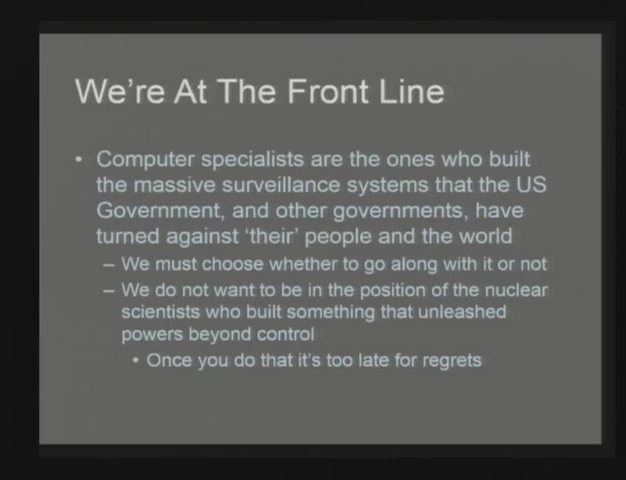 We're At The Front Line
• Computer specialists are the ones who built
the massive surveillance systems that the US
Government, and other governments, have
turned against 'their' people and the world
– We must choose whether to go along with it or not
– We do not want to be in the position of the nuclear
scientists who built something that unleashed
powers beyond control
• Once you do that it's too late for regrets